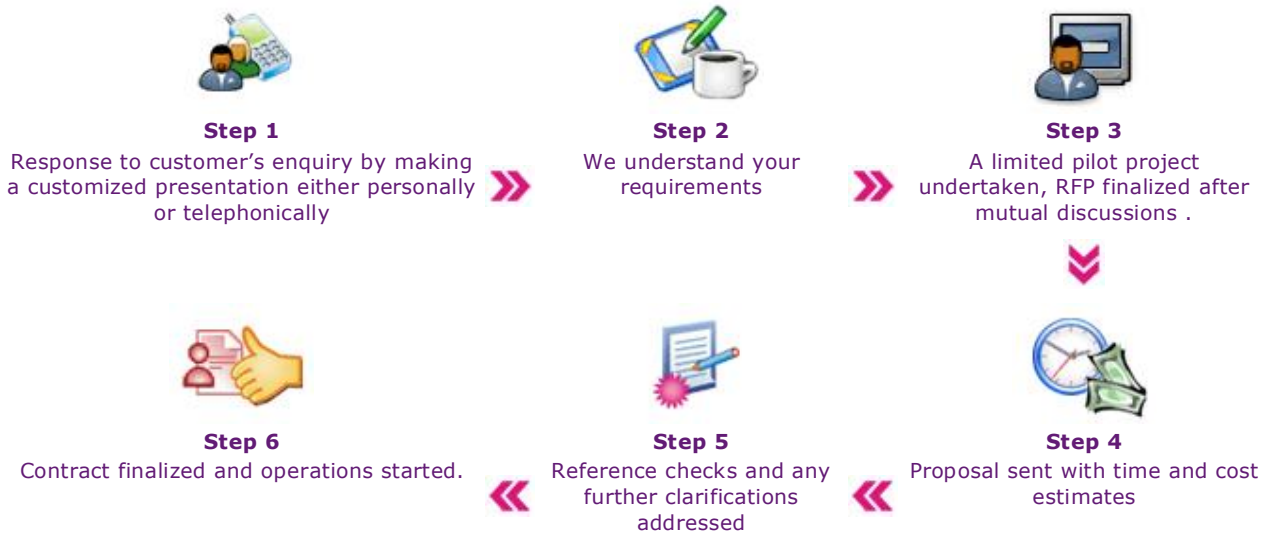 Step 1
Response to customer’s enquiry by making
a customized presentation either personally
or telephonically
Step 2
We understand your
requirements
Step 3
A limited pilot project
undertaken, RFP finalized after
mutual discussions .
Step 4
Proposal sent with time and cost
estimates
Step 5
Reference checks and any
further clarifications
addressed
Step 6
Contract finalized and operations started.